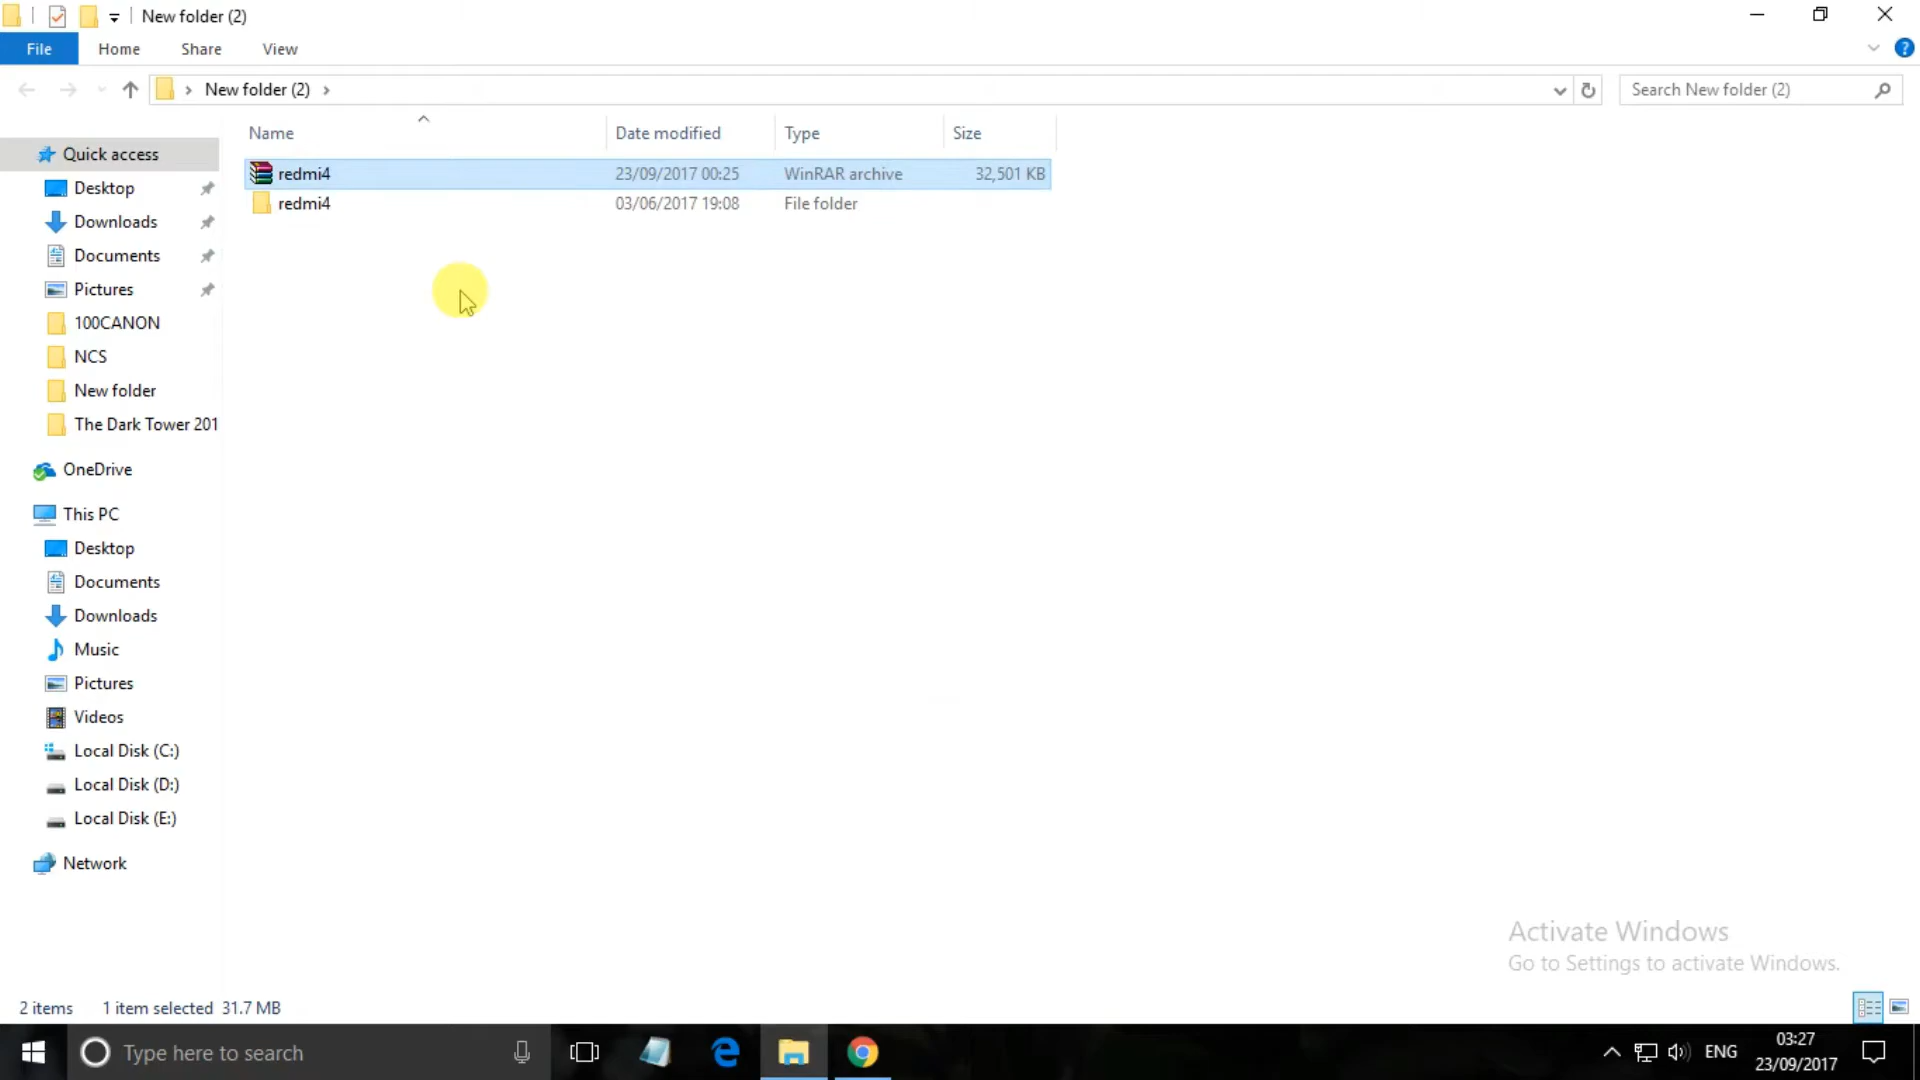 New folder (2)
File Home Share View
New folder (2)
Search New folder (2)
Name Date modified Type Size
redmi4 23/09/2017 00:25 WinRAR archive 32,501 KB
redmi4 03/06/2017 19:08 File folder
Quick access
Desktop
Downloads
Documents
Pictures
100CANON
NCS
New folder
The Dark Tower 201
OneDrive
This PC
Desktop
Documents
Downloads
Music
Pictures
Videos
Local Disk (C:)
Local Disk (D:)
Local Disk (E:)
Network
Activate Windows
Go to Settings to activate Windows.
2 items 1 item selected 31.7 MB
Type here to search
ENG
03:27
23/09/2017